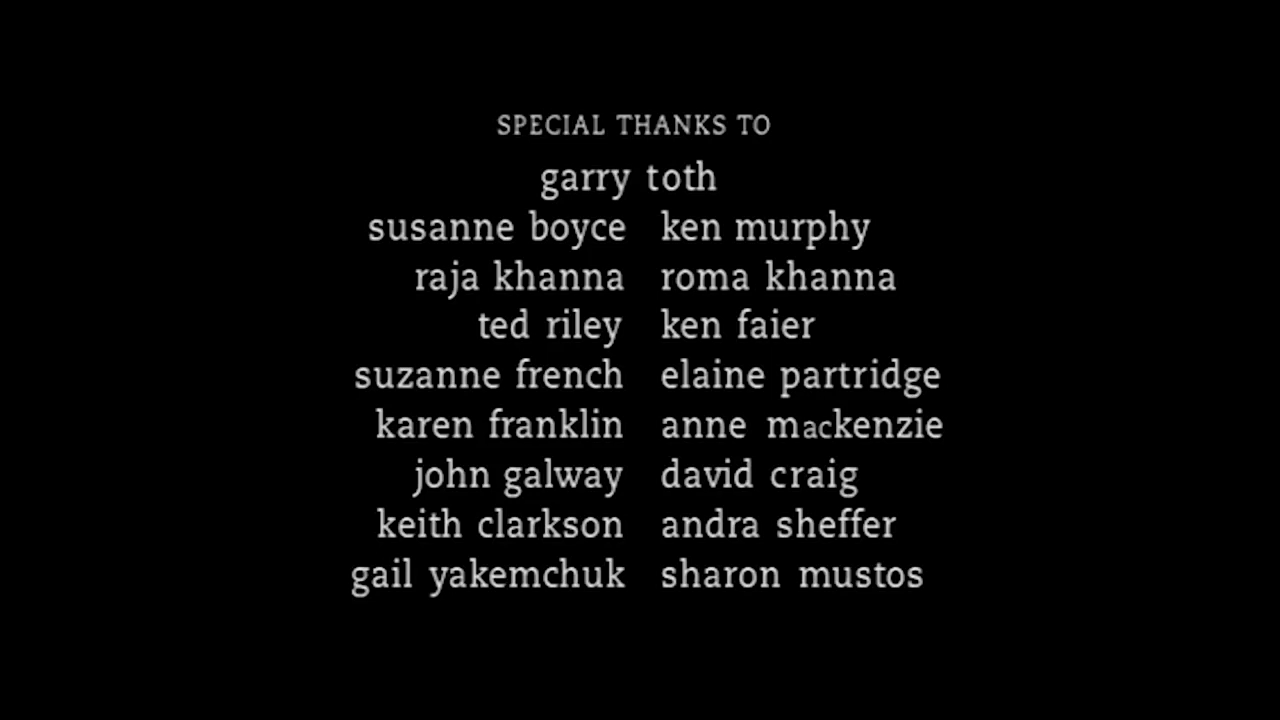 SPECIAL THANKS TO
garry toth
susanne boyce ken murphy
raja khanna roma khanna
ted riley ken faier
suzanne french elaine partridge
karen franklin anne mackenzie
john galway david craig
keith clarkson andra sheffer
gail yakemchuk sharon mustos